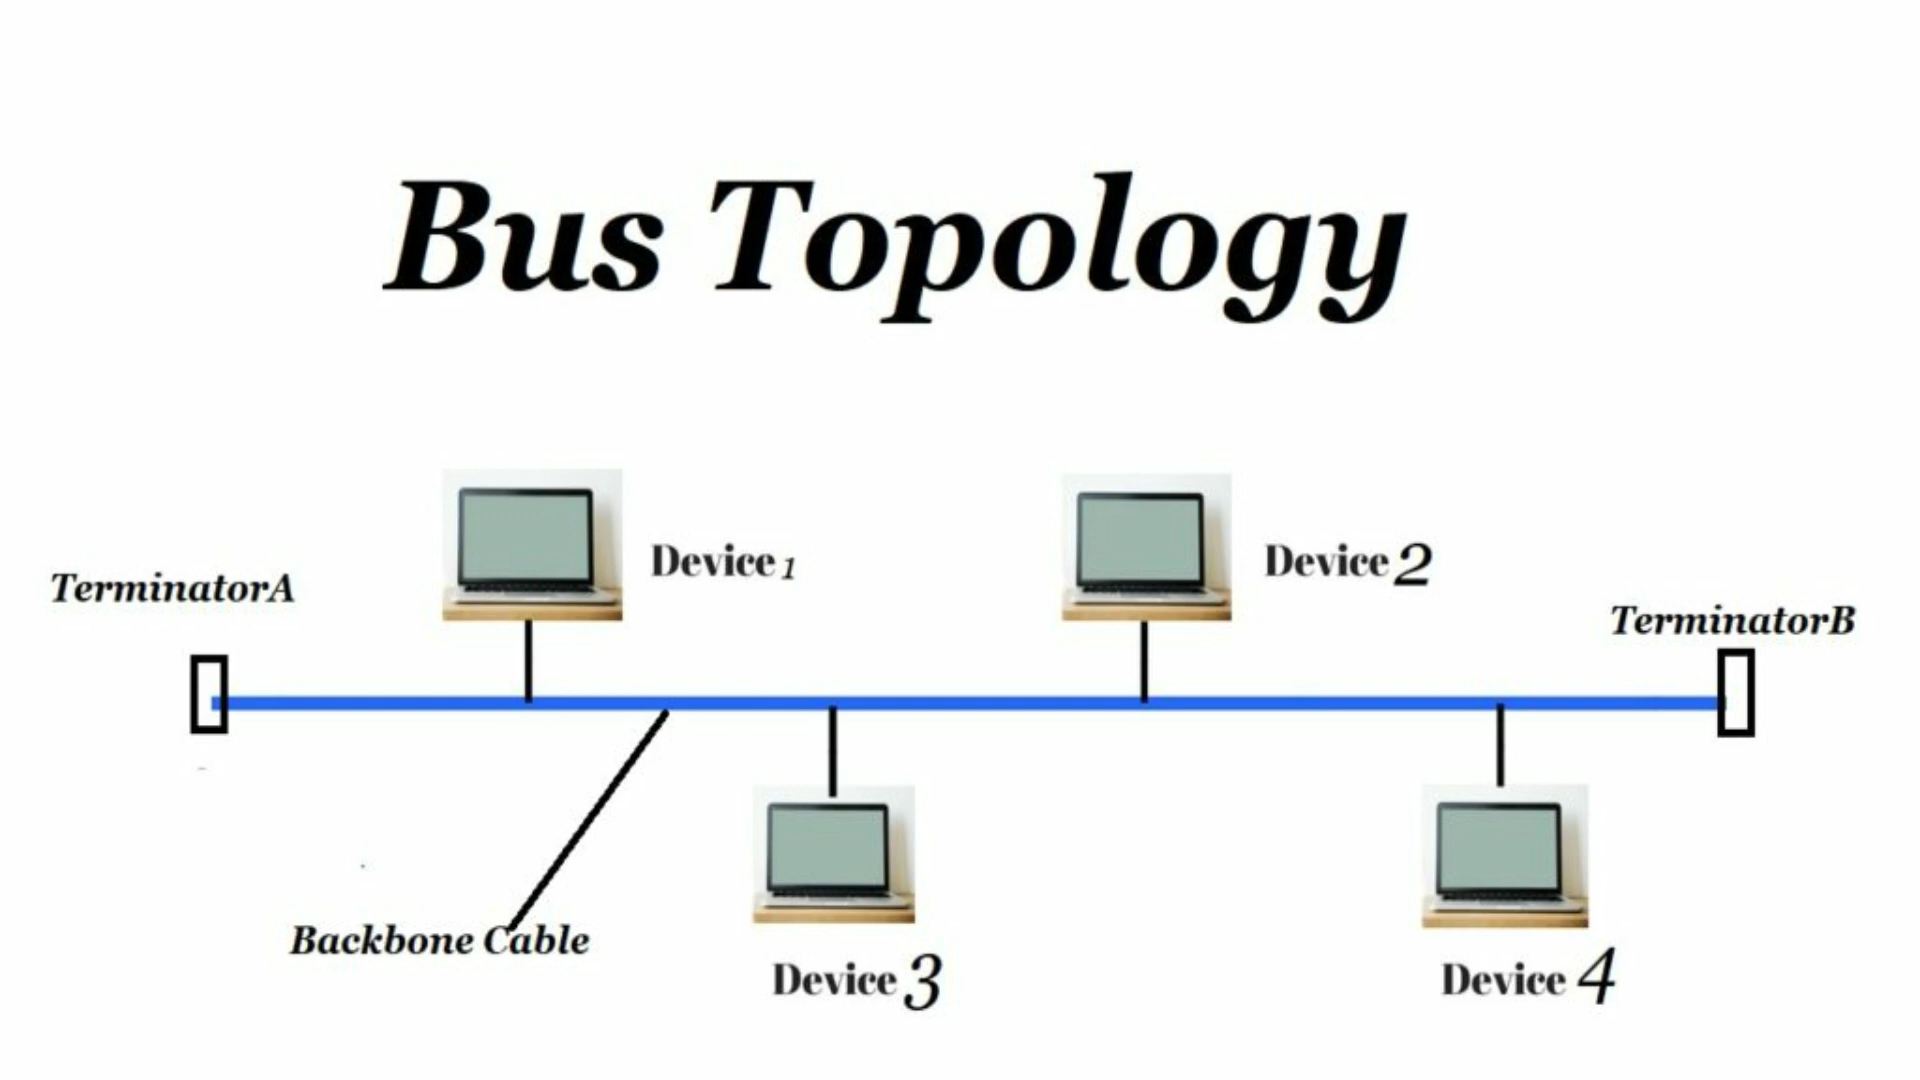 Bus Topology
Device 1
Device 2
TerminatorA
TerminatorB
Backbone Cable
Device 3
Device 4